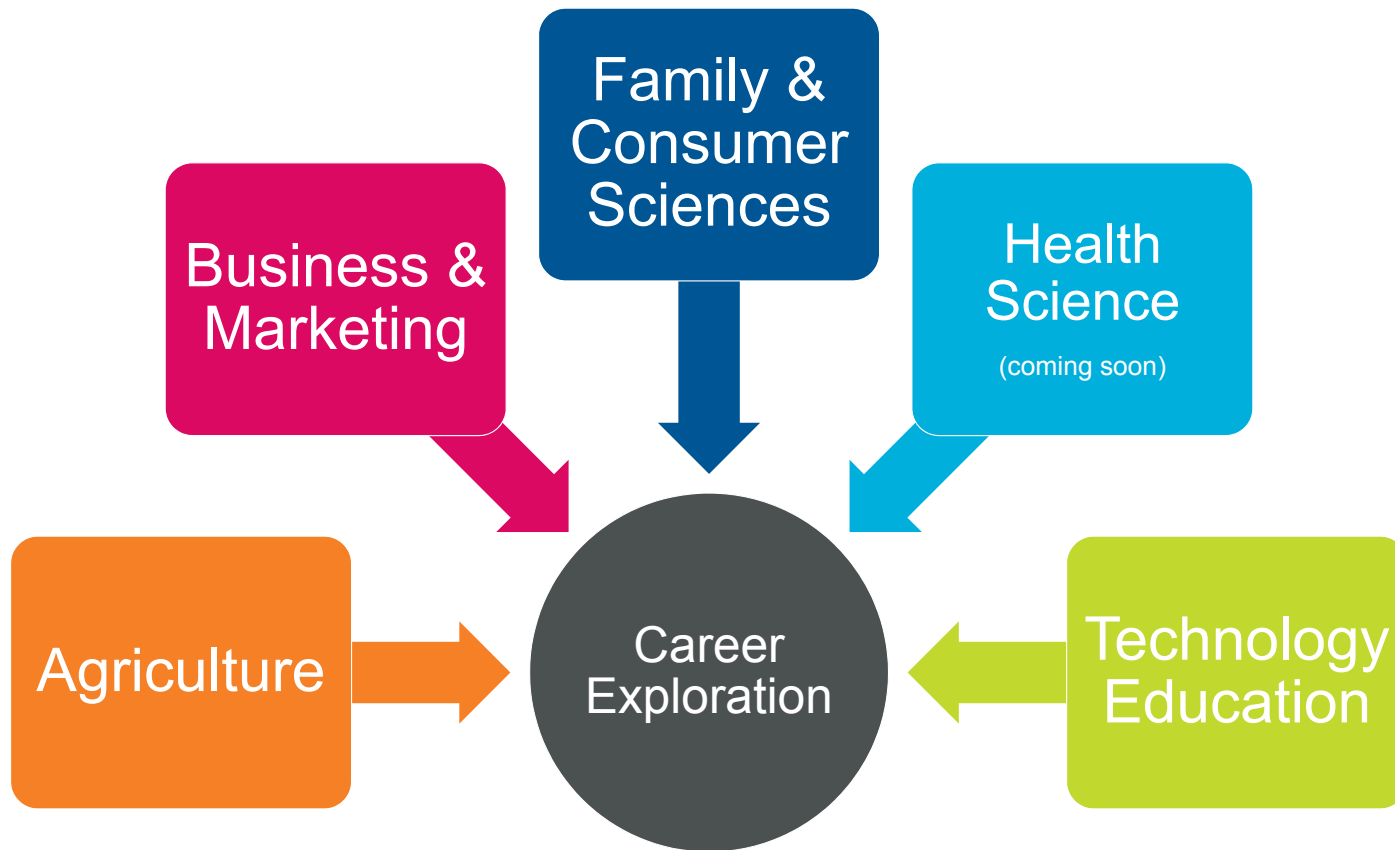 Family &
Consumer
Sciences
Business &
Marketing
Health
Science
(coming soon)
Agriculture
Career
Exploration
Technology
Education